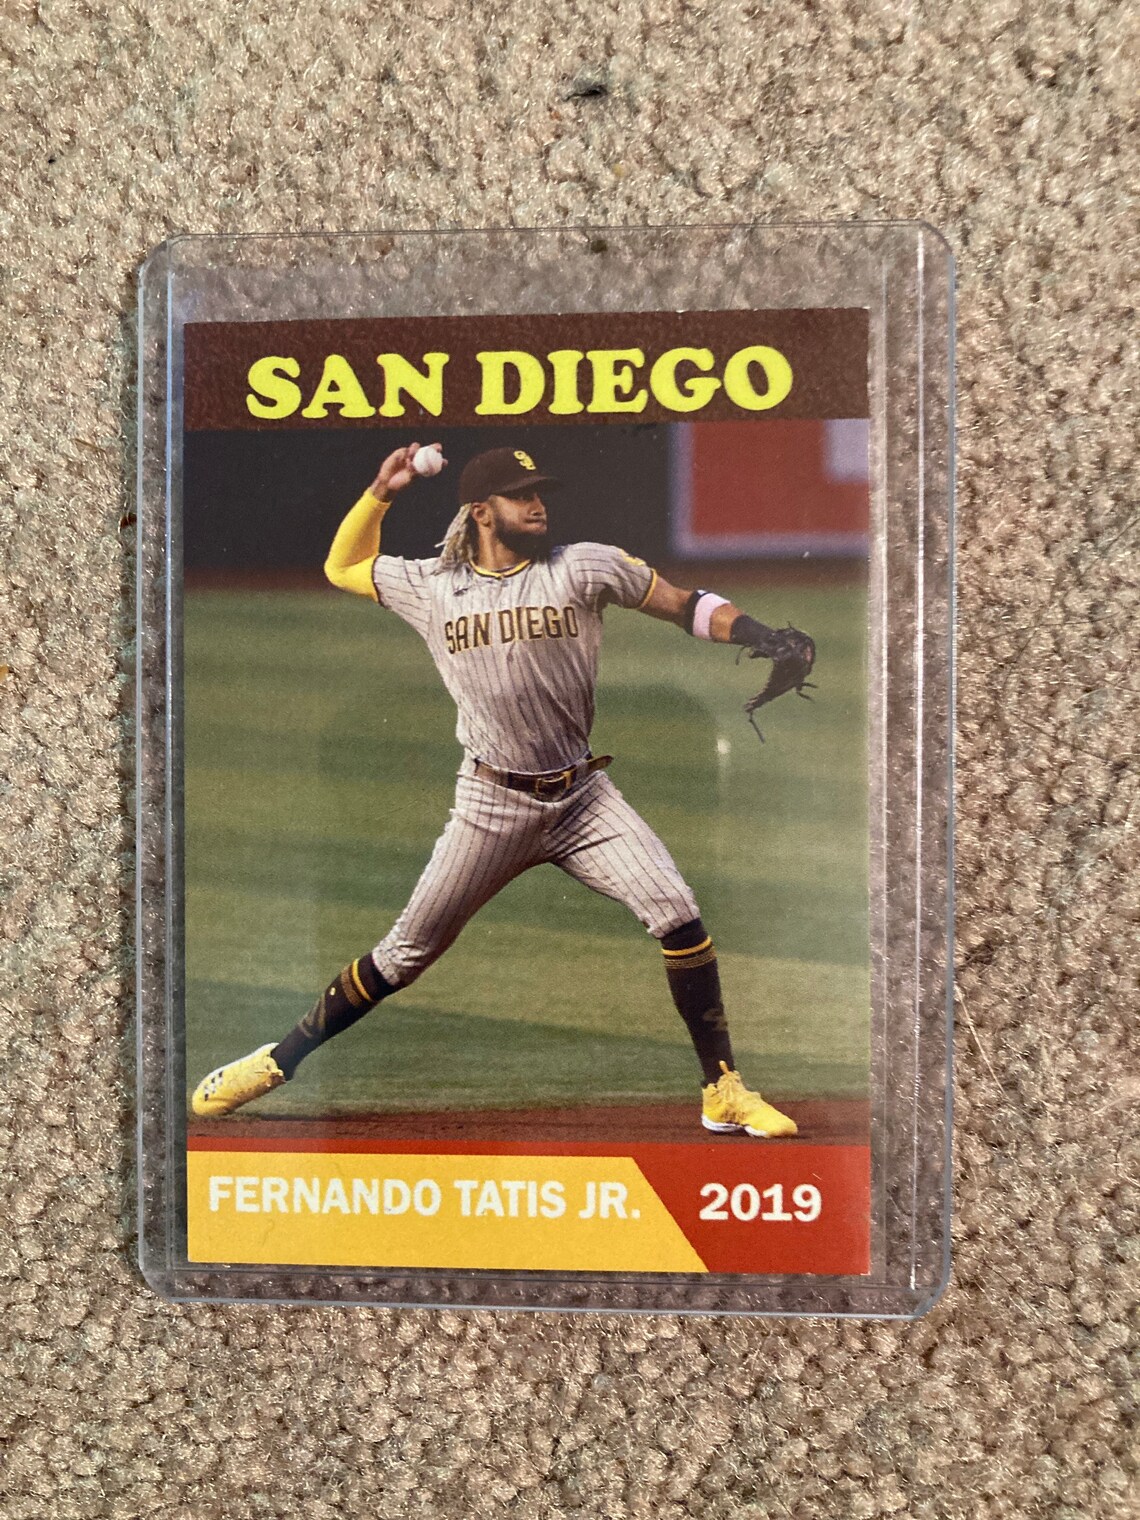 SAN DIEGO
SAN DIEGO
FERNANDO TATIS JR.
2019